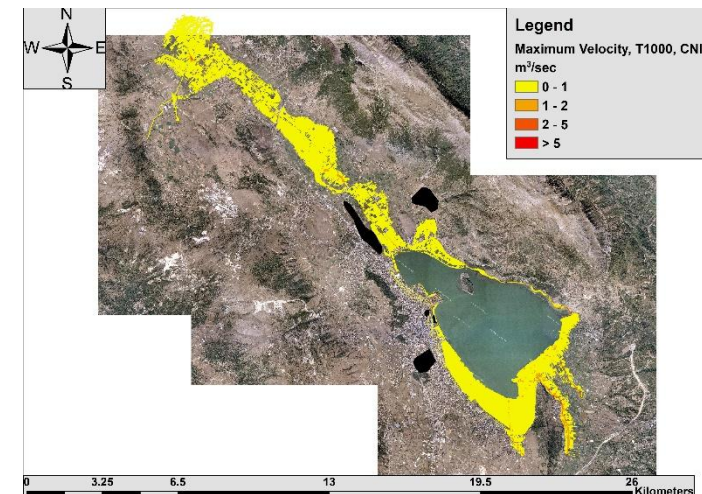 N
W E
S
Legend
Maximum Velocity, T1000, CNI
m³/sec
0 - 1
1 - 2
2 - 5
> 5
0 3.25 6.5 13 19.5 26
Kilometers